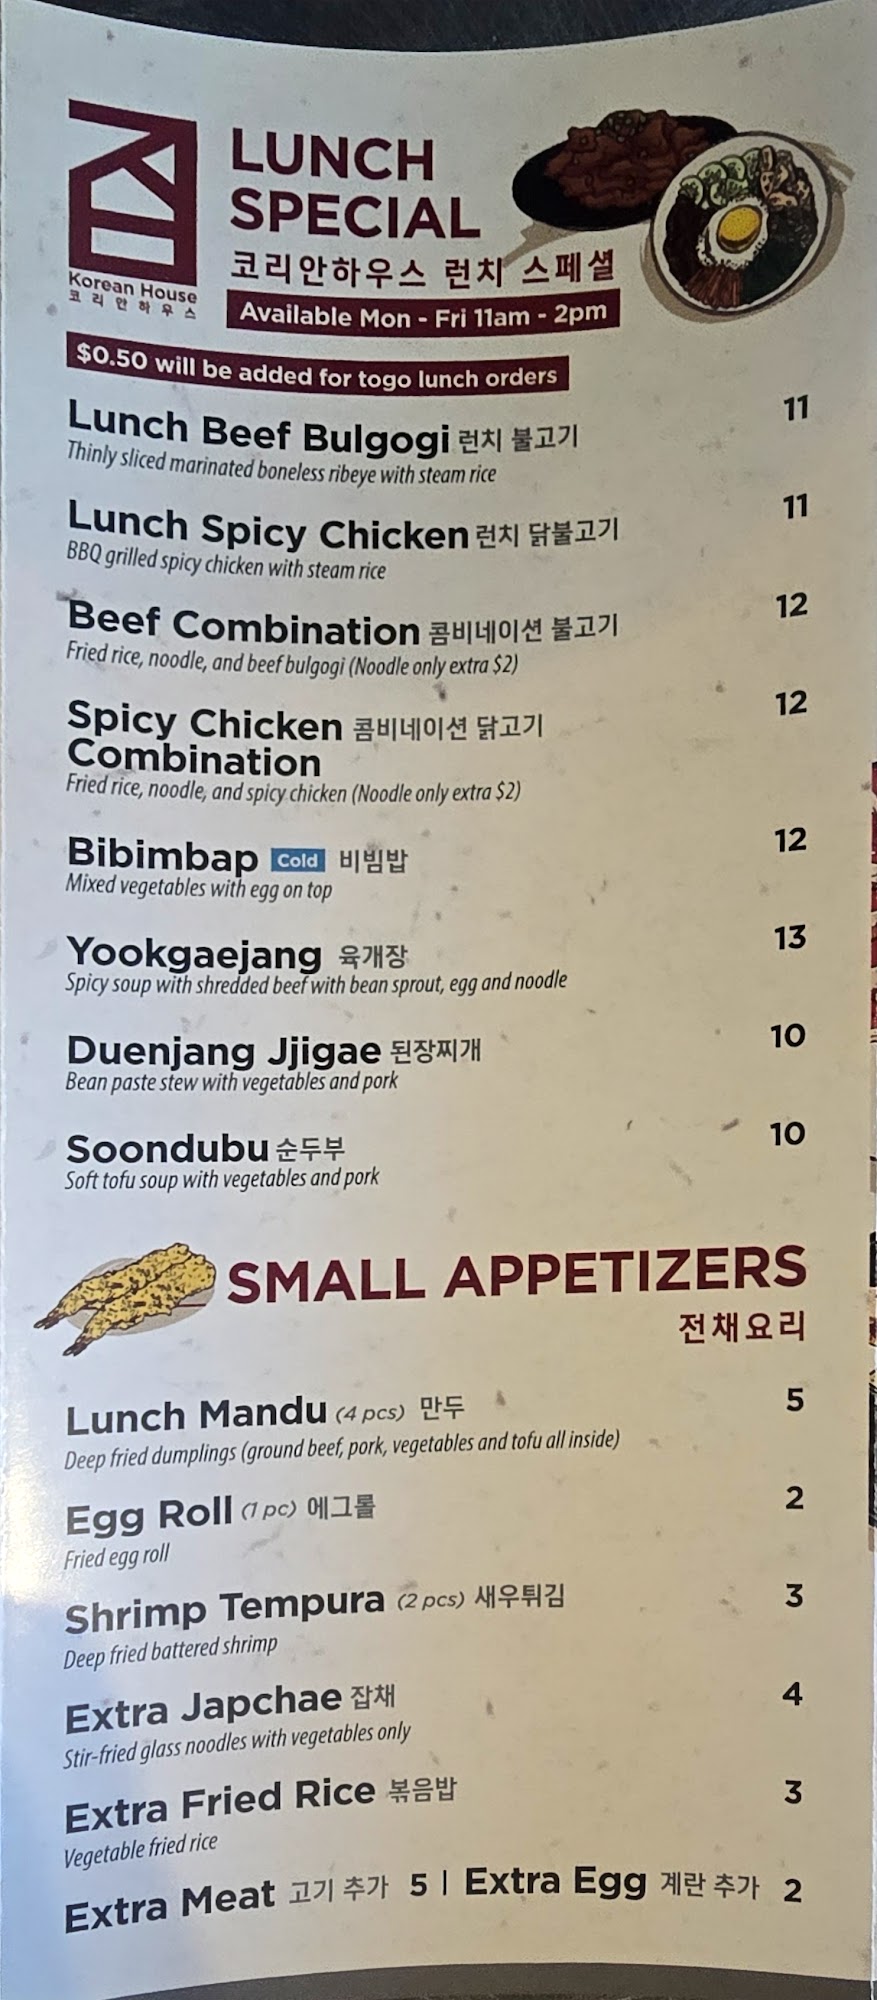 Korean House
코리안하우스
LUNCH
SPECIAL
코리안하우스 런치 스페셜
Available Mon - Fri 11am - 2pm
$0.50 will be added for togo lunch orders
Lunch Beef Bulgogi 런치 불고기 11
Thinly sliced marinated boneless ribeye with steam rice
Lunch Spicy Chicken 런치 닭불고기 11
BBQ grilled spicy chicken with steam rice
Beef Combination 콤비네이션 불고기 12
Fried rice, noodle, and beef bulgogi (Noodle only extra $2)
Spicy Chicken 콤비네이션 닭고기 12
Combination
Fried rice, noodle, and spicy chicken (Noodle only extra $2)
Bibimbap Cold 비빔밥 12
Mixed vegetables with egg on top
Yookgaejang 육개장 13
Spicy soup with shredded beef with bean sprout, egg and noodle
Duenjang Jjigae 된장찌개 10
Bean paste stew with vegetables and pork
Soondubu 순두부 10
Soft tofu soup with vegetables and pork
SMALL APPETIZERS
전채요리
Lunch Mandu (4 pcs) 만두 5
Deep fried dumplings (ground beef, pork, vegetables and tofu all inside)
Egg Roll (1 pc) 에그롤 2
Fried egg roll
Shrimp Tempura (2 pcs) 새우튀김 3
Deep fried battered shrimp
Extra Japchae 잡채 4
Stir-fried glass noodles with vegetables only
Extra Fried Rice 볶음밥 3
Vegetable fried rice
Extra Meat 고기 추가 5 | Extra Egg 계란 추가 2